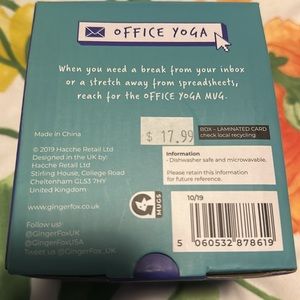 OFFICE YOGA
When you need a break from your inbox
or a stretch away from spreadsheets,
reach for the OFFICE YOGA MUG.
$ 17.99
Made in China
© 2019 Hacche Retail Ltd
Designed in the UK by:
Hacche Retail Ltd
Stirling House, College Road
Cheltenham GL53 7HY
United Kingdom
www.gingerfox.co.uk
Follow us!
@GingerFoxUK
@GingerFoxUSA
Tweet us @GingerFox_UK
MUGS
BOX – LAMINATED CARD
check local recycling
Information
- Dishwasher safe and microwavable.
Please retain this information
for future reference.
10/19
5 060532 878619